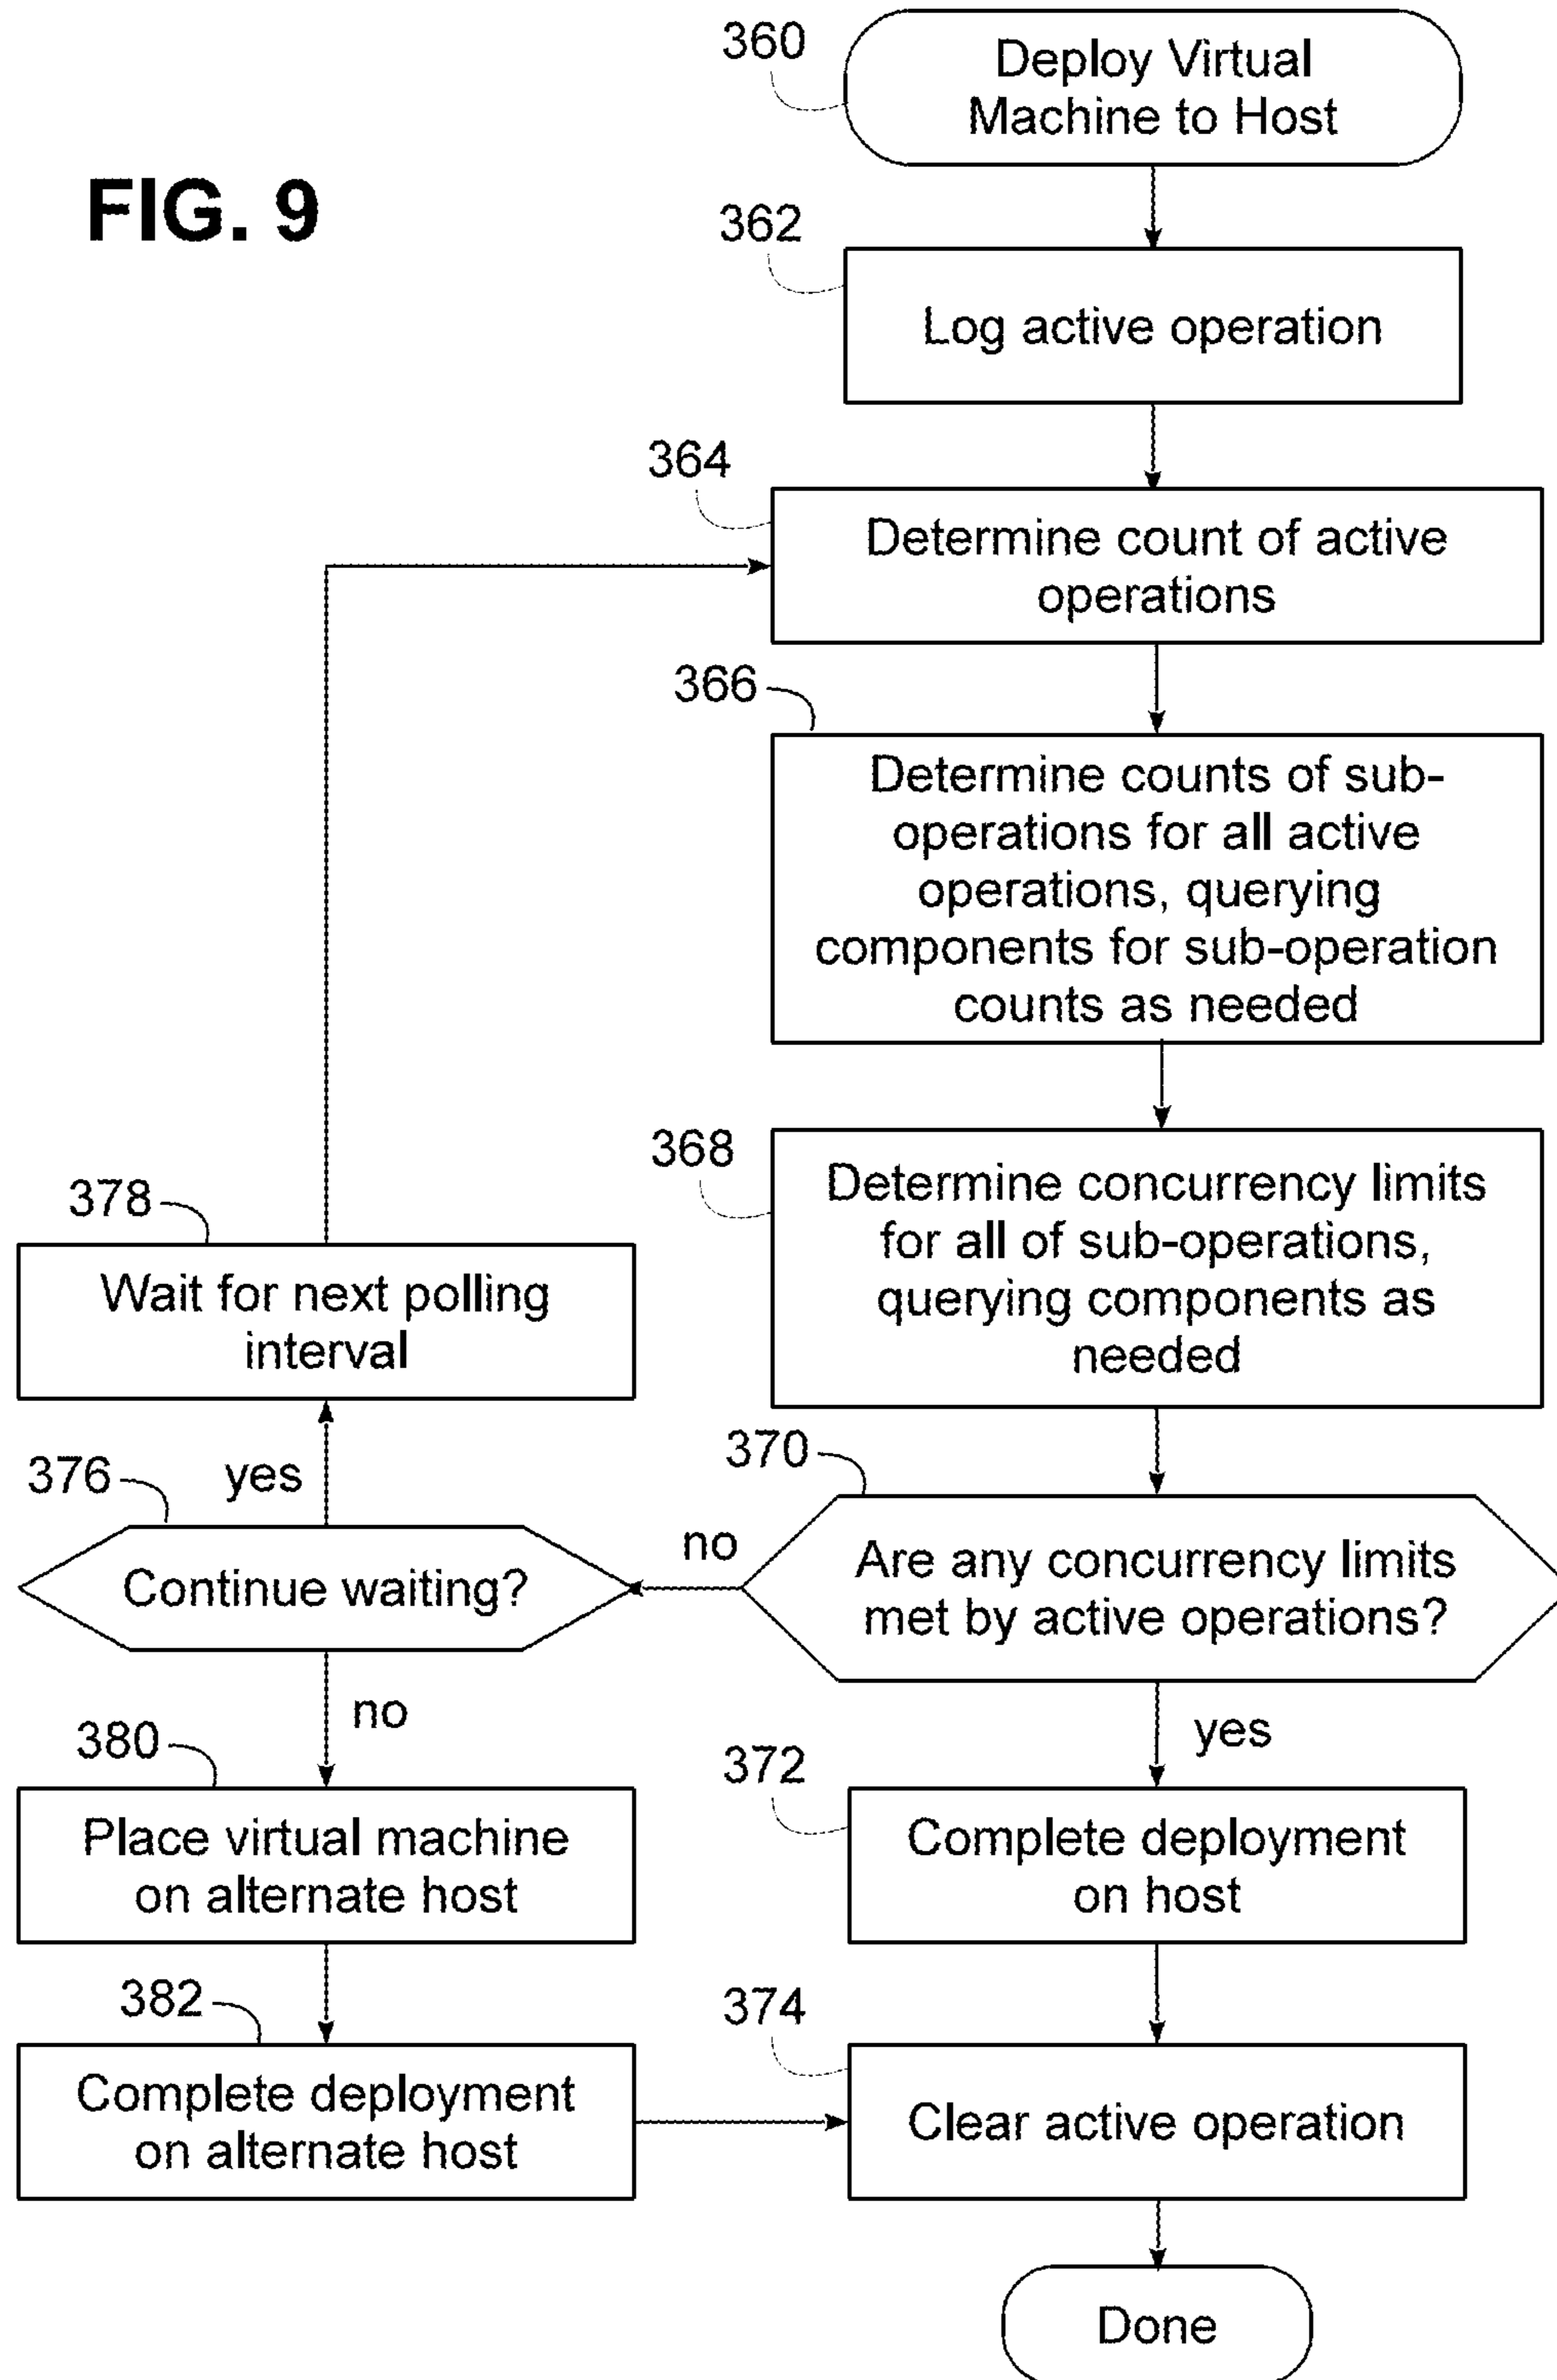 FIG. 9
360
Deploy Virtual
Machine to Host
362
Log active operation
364
Determine count of active
operations
366
Determine counts of sub-
operations for all active
operations, querying
components for sub-operation
counts as needed
368
Determine concurrency limits
for all of sub-operations,
querying components as
needed
378
Wait for next polling
interval
370
Are any concurrency limits
met by active operations?
no
yes
376
yes
Continue waiting?
no
380
Place virtual machine
on alternate host
372
Complete deployment
on host
382
Complete deployment
on alternate host
374
Clear active operation
Done